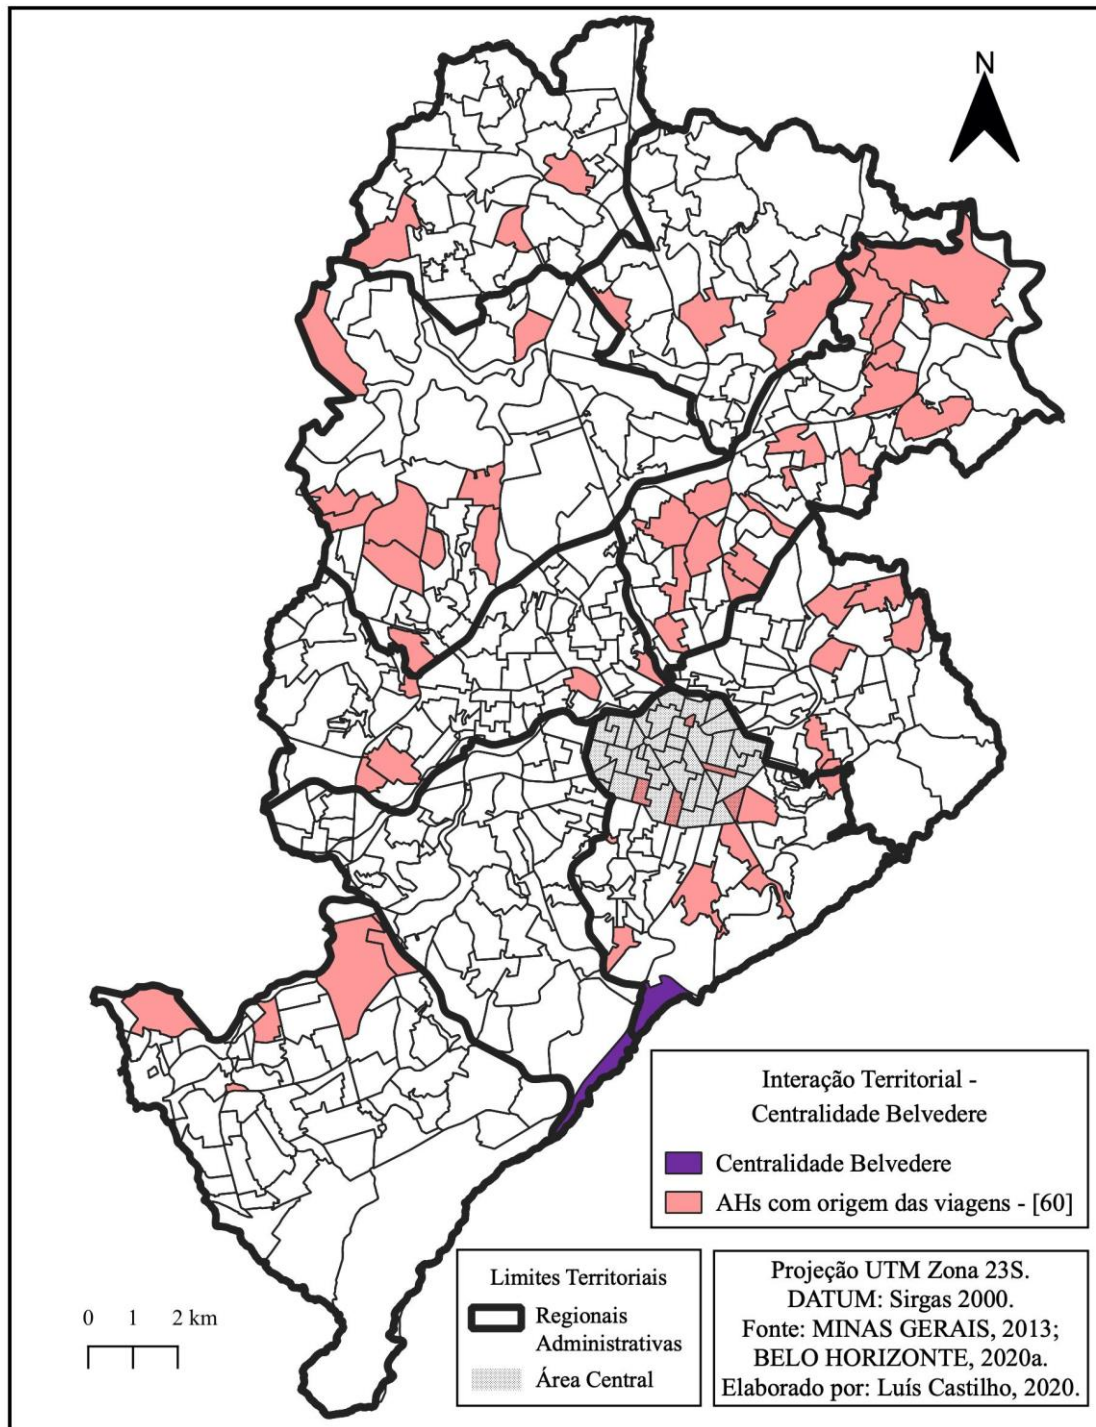 N
Interação Territorial -
Centralidade Belvedere
Centralidade Belvedere
AHs com origem das viagens - [60]
Limites Territoriais
Regionais
Administrativas
Área Central
Projeção UTM Zona 23S.
DATUM: Sirgas 2000.
Fonte: MINAS GERAIS, 2013;
BELO HORIZONTE, 2020a.
Elaborado por: Luís Castilho, 2020.
0 1 2 km